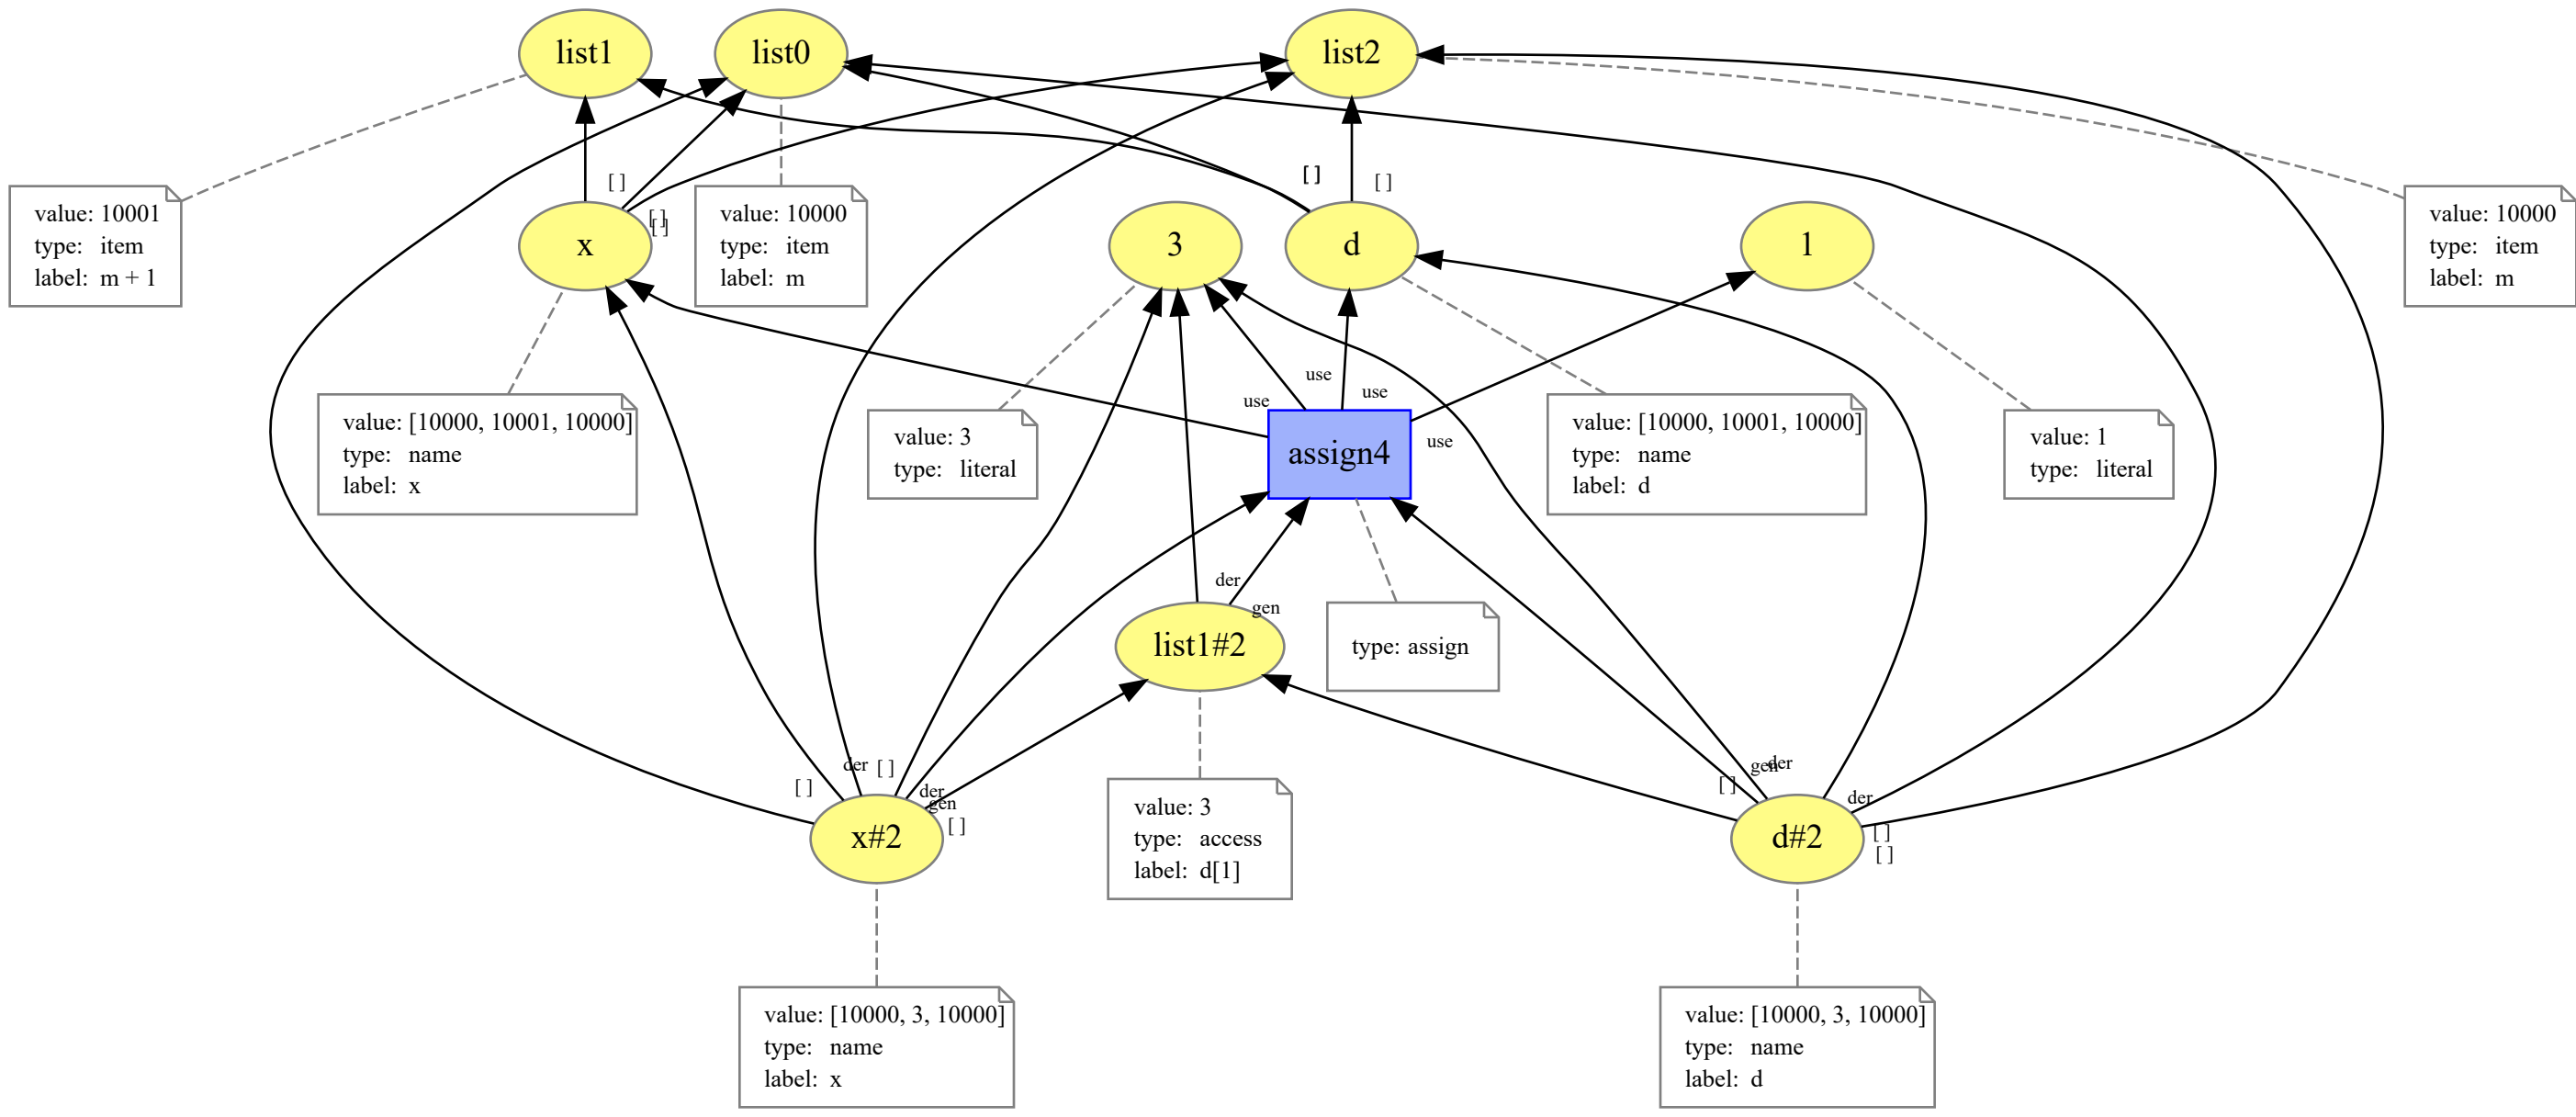 list1
list0
list2
[ ]
[ ]
[ ]
value: 10001
type: item
label: m + 1
x
[ ]
[ ]
value: 10000
type: item
label: m
3
d
1
value: 10000
type: item
label: m
use
use
use
use
value: [10000, 10001, 10000]
type: name
label: x
value: 3
type: literal
assign4
value: [10000, 10001, 10000]
type: name
label: d
value: 1
type: literal
der
gen
list1#2
type: assign
der
[ ]
[ ]
der
gen
[ ]
gen
der
[ ]
der
[ ]
[ ]
x#2
value: 3
type: access
label: d[1]
d#2
value: [10000, 3, 10000]
type: name
label: x
value: [10000, 3, 10000]
type: name
label: d